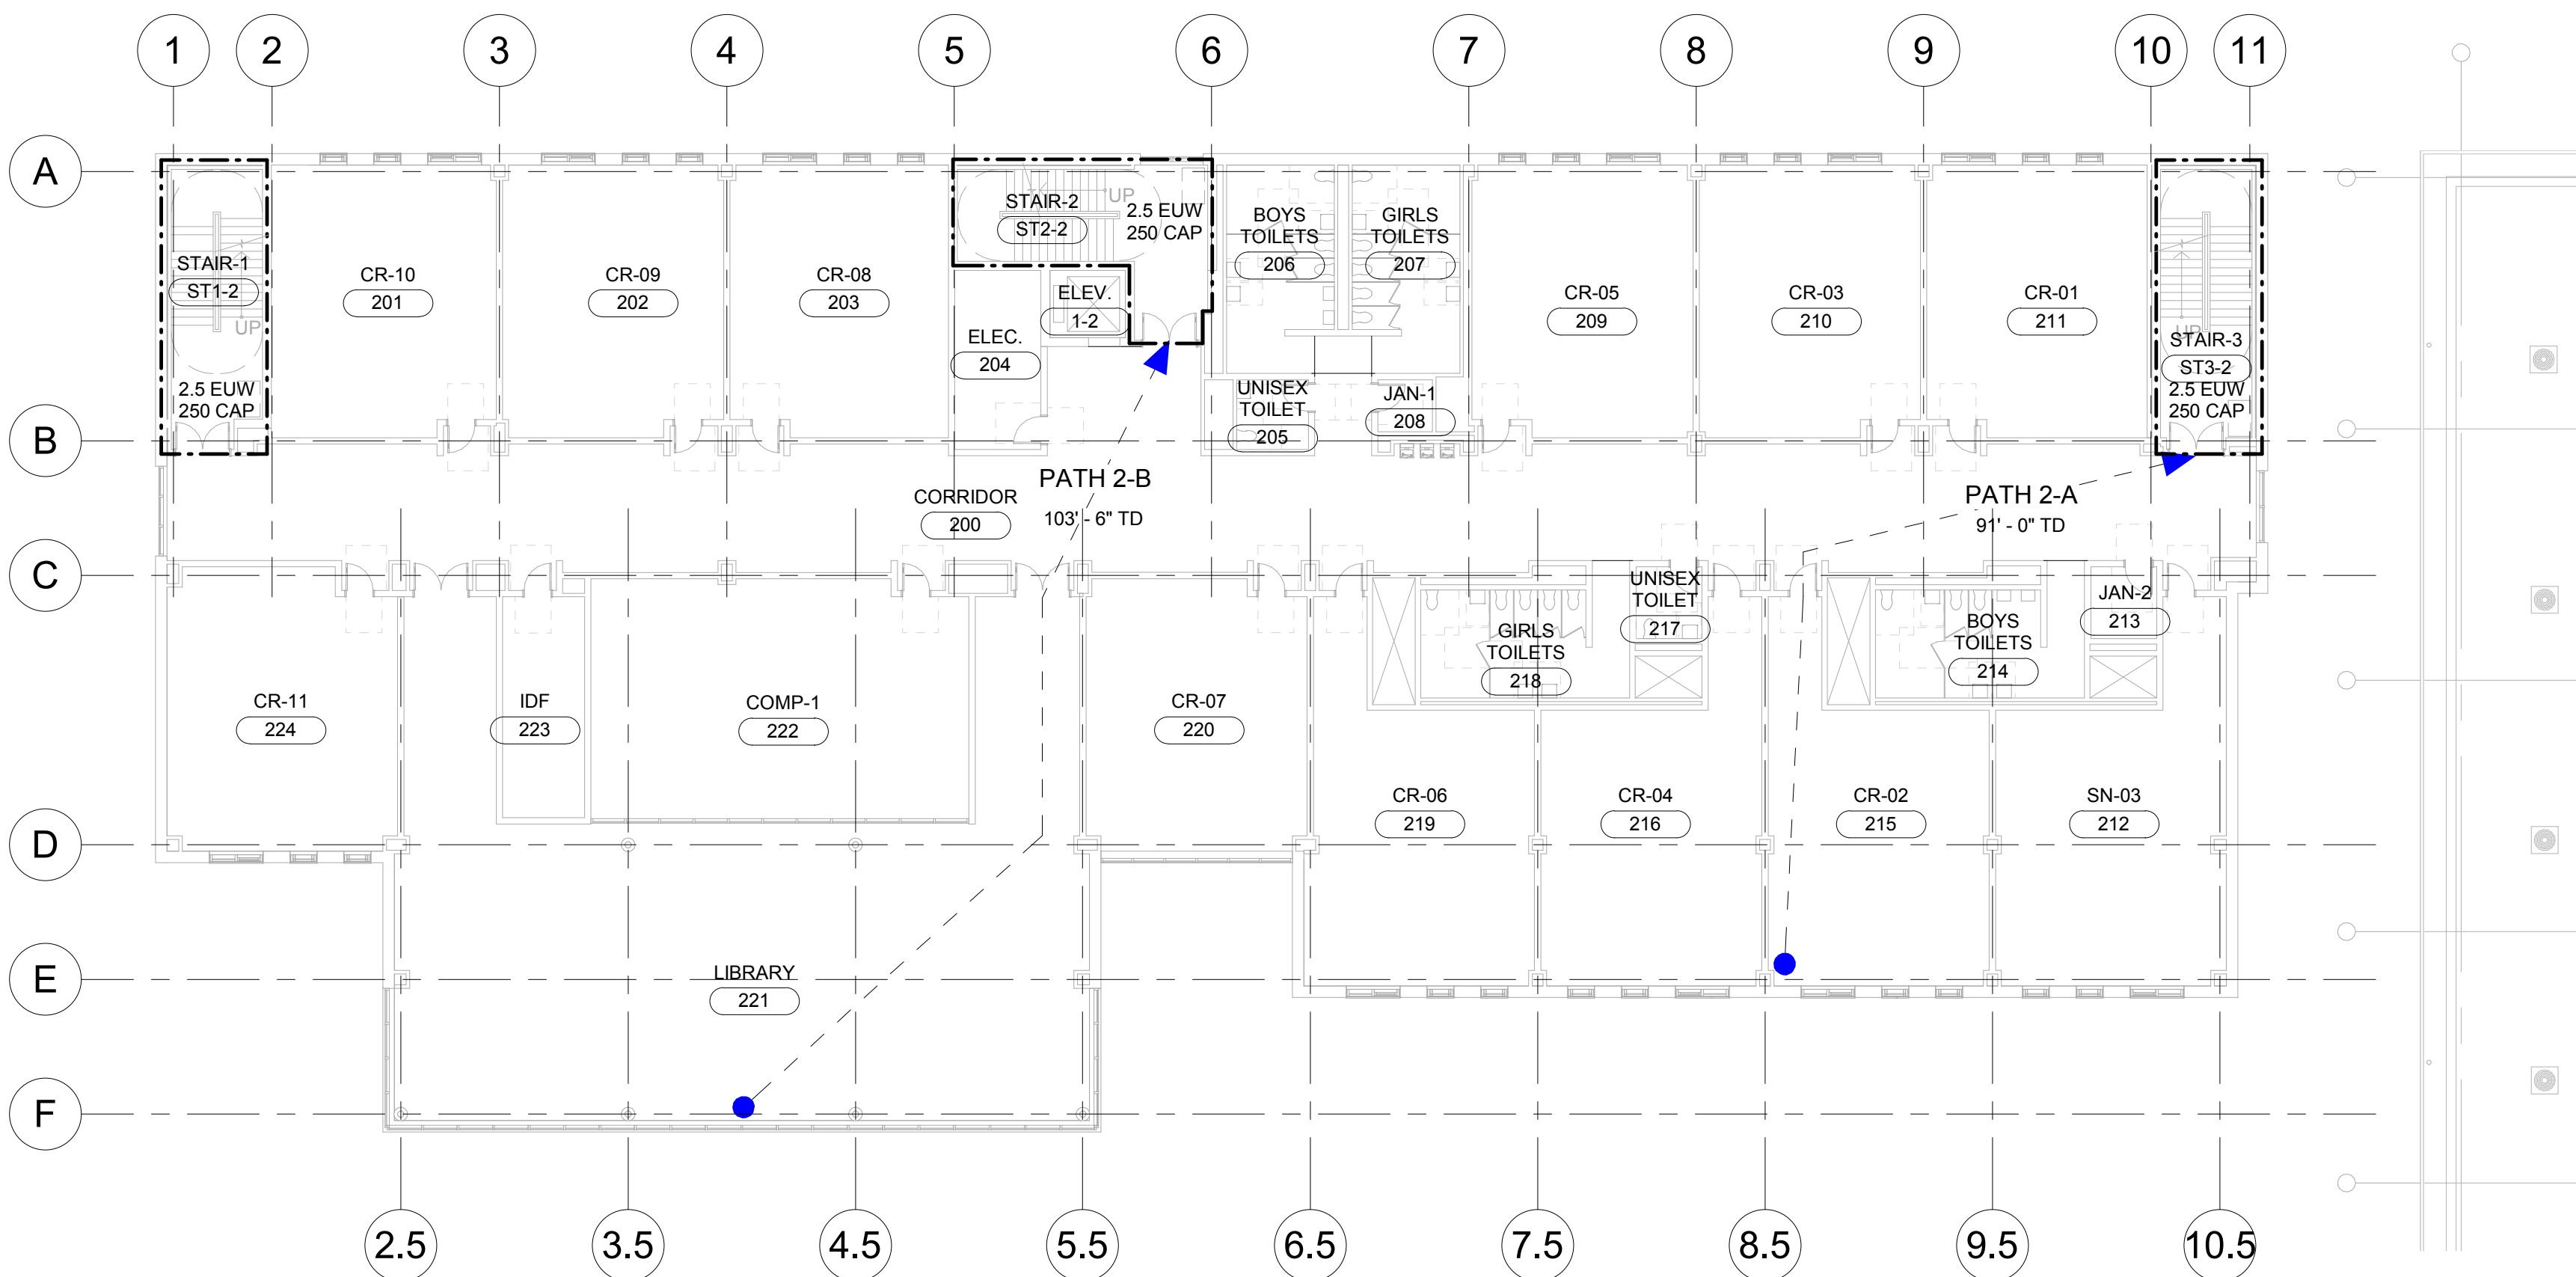 1 2 3 4 5 6 7 8 9 10 11
A
STAIR-2
ST2-2
UP
2.5 EUW
250 CAP
BOYS
TOILETS
206
GIRLS
TOILETS
207
STAIR-1
ST1-2
UP
2.5 EUW
250 CAP
CR-10
201
CR-09
202
CR-08
203
ELEV.
1-2
ELEC.
204
CR-05
209
CR-03
210
CR-01
211
UP
STAIR-3
ST3-2
2.5 EUW
250 CAP
UNISEX
TOILET
205
JAN-1
208
B
PATH 2-B
103' - 6" TD
CORRIDOR
200
PATH 2-A
91' - 0" TD
C
UNISEX
TOILET
217
GIRLS
TOILETS
218
BOYS
TOILETS
214
JAN-2
213
CR-11
224
IDF
223
COMP-1
222
CR-07
220
CR-06
219
CR-04
216
CR-02
215
SN-03
212
D
E
LIBRARY
221
F
2.5 3.5 4.5 5.5 6.5 7.5 8.5 9.5 10.5